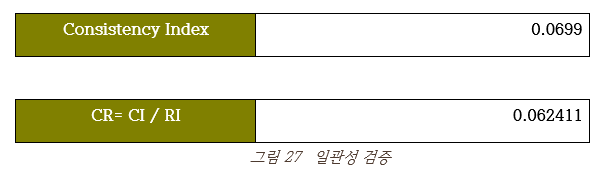 Consistency Index 0.0699
CR= CI / RI 0.062411
그림 27 일관성 검증